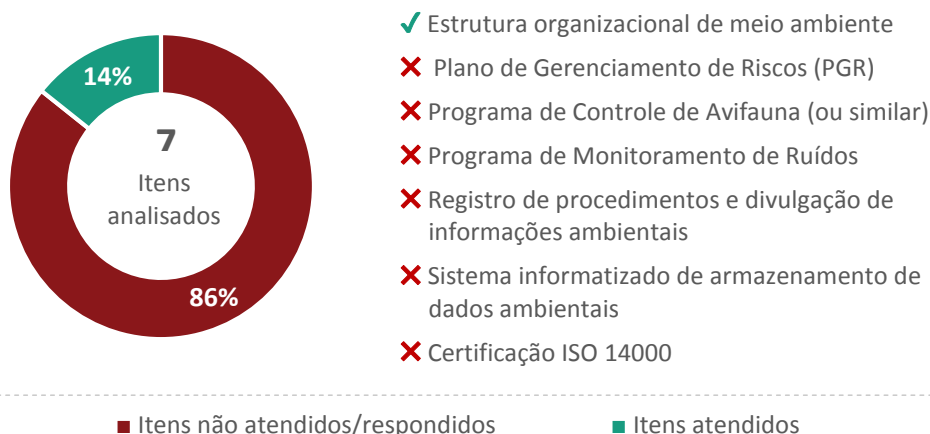 14%
7
Itens
analisados
86%
Estrutura organizacional de meio ambiente
Plano de Gerenciamento de Riscos (PGR)
Programa de Controle de Avifauna (ou similar)
Programa de Monitoramento de Ruídos
Registro de procedimentos e divulgação de
informações ambientais
Sistema informatizado de armazenamento de
dados ambientais
Certificação ISO 14000
Itens não atendidos/respondidos
Itens atendidos